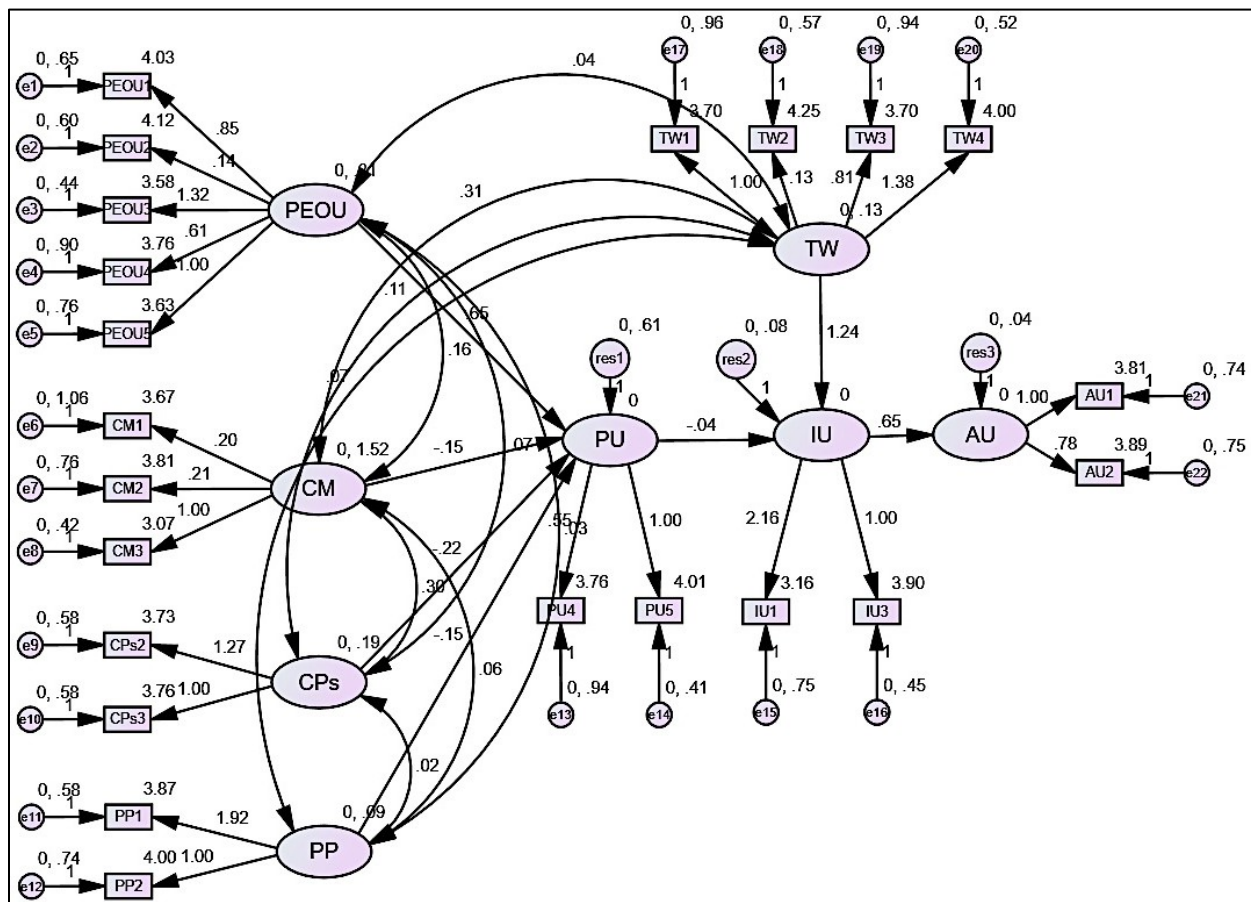 0, .65
1
e1
PEOU1
4.03
0, .60
1
e2
PEOU2
4.12
0, .44
1
e3
PEOU3
3.58
0, .90
1
e4
PEOU4
3.76
0, .76
1
e5
PEOU5
3.63
.85
.14
1.32
.61
1.00
PEOU
.04
.31
0, .96
e17
1
3.70
TW1
0, .57
e18
1
4.25
TW2
0, .94
e19
1
3.70
TW3
0, .52
e20
1
4.00
TW4
1.00
.13
.81
1.38
0, .13
TW
1.24
.11
.65
.16
.07
0, 1.06
1
e6
CM1
3.67
0, .76
1
e7
CM2
3.81
0, .42
1
e8
CM3
3.07
.20
.21
1.00
0, 1.52
CM
-.15
.07
0, .61
res1
1
0
PU
-.04
0, .08
res2
1
0
IU
.65
0, .04
res3
1
0
AU
1.00
3.81
AU1
1
0, .74
e21
.78
3.89
AU2
1
0, .75
e22
.55
.03
1.00
2.16
1.00
3.76
PU4
1
0, .94
e13
4.01
PU5
1
0, .41
e14
3.16
IU1
1
0, .75
e15
3.90
IU3
1
0, .45
e16
-.22
.30
-.15
.06
0, .58
1
e9
CPs2
3.73
0, .58
1
e10
CPs3
3.76
1.27
1.00
0, .19
CPs
.02
0, .58
1
e11
PP1
3.87
0, .74
1
e12
PP2
4.00
1.92
1.00
0, .09
PP